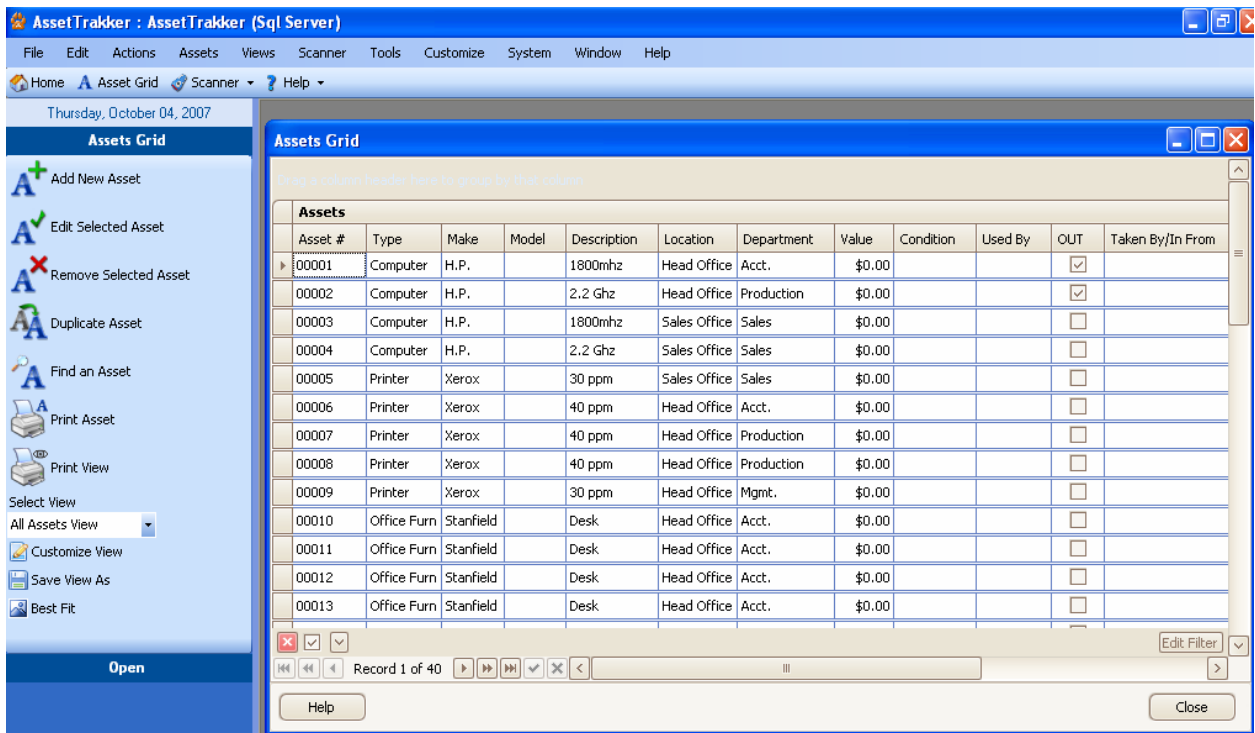 AssetTrakker : AssetTrakker (Sql Server)
File Edit Actions Assets Views Scanner Tools Customize System Window Help
Home Asset Grid Scanner Help
Thursday, October 04, 2007
Assets Grid
Add New Asset
Edit Selected Asset
Remove Selected Asset
Duplicate Asset
Find an Asset
Print Asset
Print View
Select View
All Assets View
Customize View
Save View As
Best Fit
Open
Assets Grid
Drag a column header here to group by that column
Assets
Asset # Type Make Model Description Location Department Value Condition Used By OUT Taken By/In From
00001 Computer H.P. 1800mhz Head Office Acct. $0.00
00002 Computer H.P. 2.2 Ghz Head Office Production $0.00
00003 Computer H.P. 1800mhz Sales Office Sales $0.00
00004 Computer H.P. 2.2 Ghz Sales Office Sales $0.00
00005 Printer Xerox 30 ppm Sales Office Sales $0.00
00006 Printer Xerox 40 ppm Head Office Acct. $0.00
00007 Printer Xerox 40 ppm Head Office Production $0.00
00008 Printer Xerox 40 ppm Head Office Production $0.00
00009 Printer Xerox 30 ppm Head Office Mgmt. $0.00
00010 Office Furn Stanfield Desk Head Office Acct. $0.00
00011 Office Furn Stanfield Desk Head Office Acct. $0.00
00012 Office Furn Stanfield Desk Head Office Acct. $0.00
00013 Office Furn Stanfield Desk Head Office Acct. $0.00
Edit Filter
Record 1 of 40
Help Close